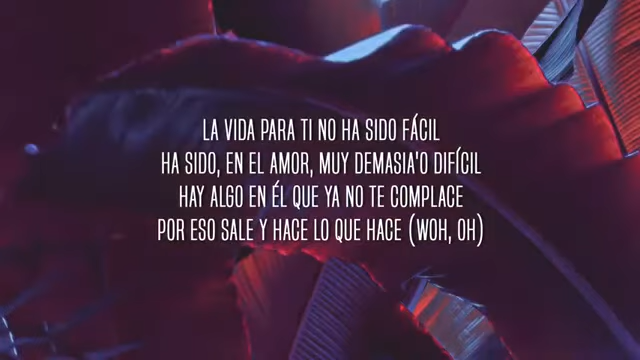 LA VIDA PARA TI NO HA SIDO FÁCIL
HA SIDO, EN EL AMOR, MUY DEMASIA'O DIFÍCIL
HAY ALGO EN ÉL QUE YA NO TE COMPLACE
POR ESO SALE Y HACE LO QUE HACE (WOH, OH)